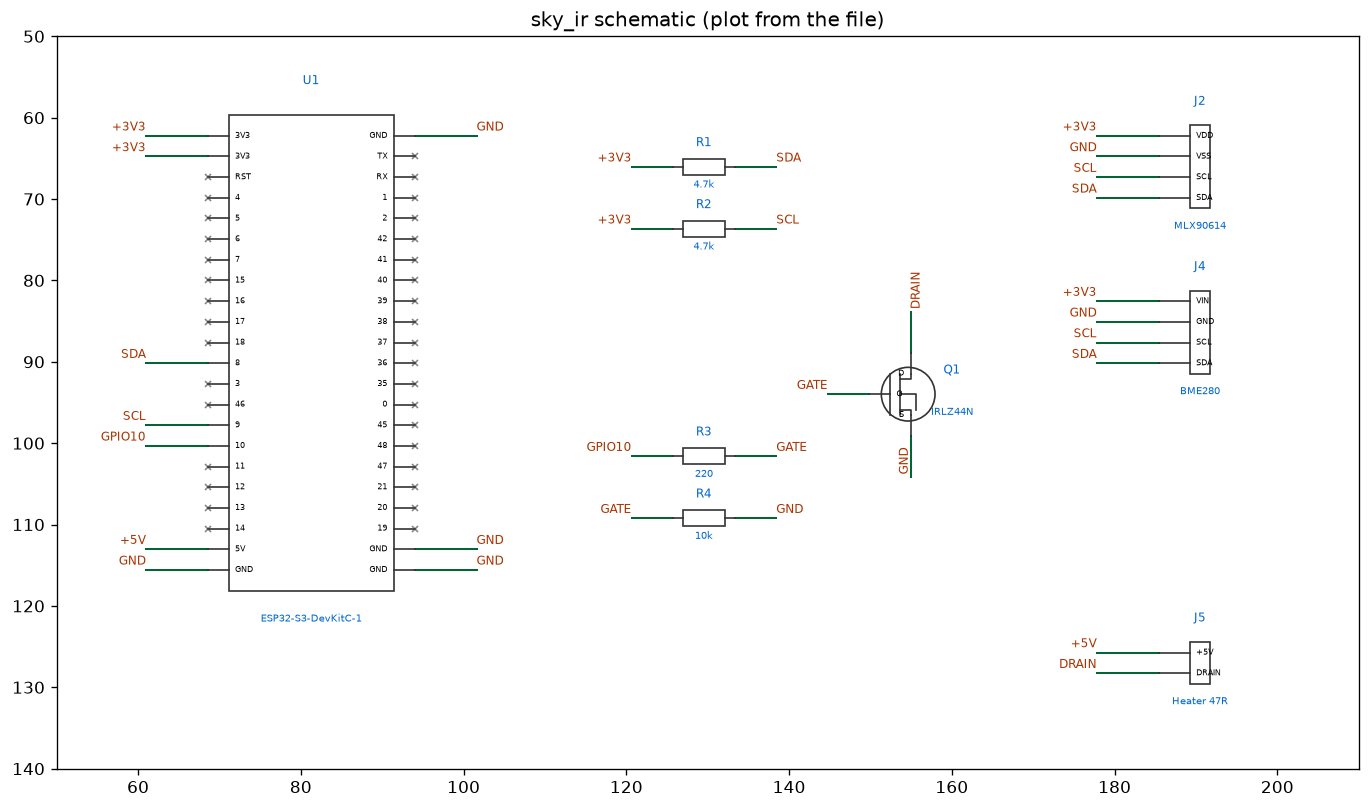 sky_ir schematic (plot from the file)
50
60
70
80
90
100
110
120
130
140
60
80
100
120
140
160
180
200
U1
+3V3 3V3 GND GND
+3V3 3V3 TX
RST RX
4 1
5 2
6 42
7 41
15 40
16 39
17 38
18 37
SDA 8 36
3 35
46 0
SCL 9 45
GPIO10 10 48
11 47
12 21
13 20
14 19
+5V 5V GND GND
GND GND GND GND
ESP32-S3-DevKitC-1
R1
+3V3 SDA
4.7k
R2
+3V3 SCL
4.7k
R3
GPIO10 GATE
220
R4
GATE GND
10k
DRAIN
Q1
GATE
D
G
S
IRLZ44N
GND
J2
+3V3 VDD
GND VSS
SCL SCL
SDA SDA
MLX90614
J4
+3V3 VIN
GND GND
SCL SCL
SDA SDA
BME280
J5
+5V +5V
DRAIN DRAIN
Heater 47R